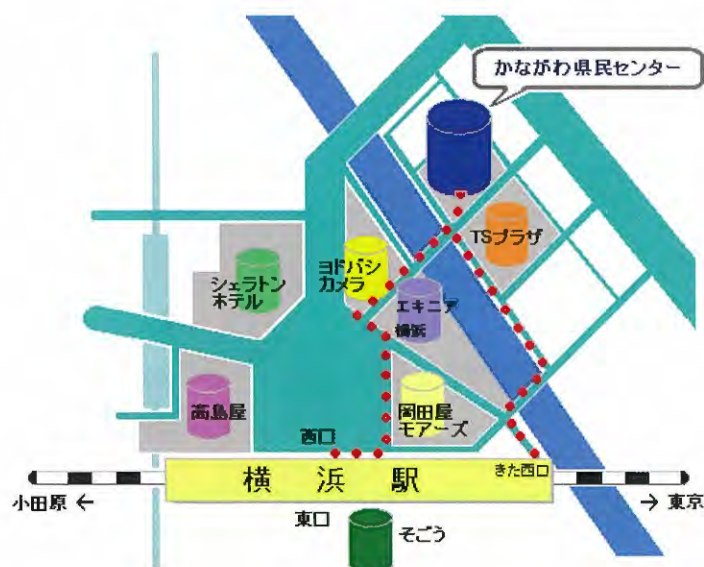 かながわ県民センター
TSプラザ
ヨドバシ
カメラ
シェラトン
ホテル
エキニア
横浜
高島屋
岡田屋
モアーズ
西口
きた西口
横浜駅
小田原 ←
→ 東京
東口
そごう